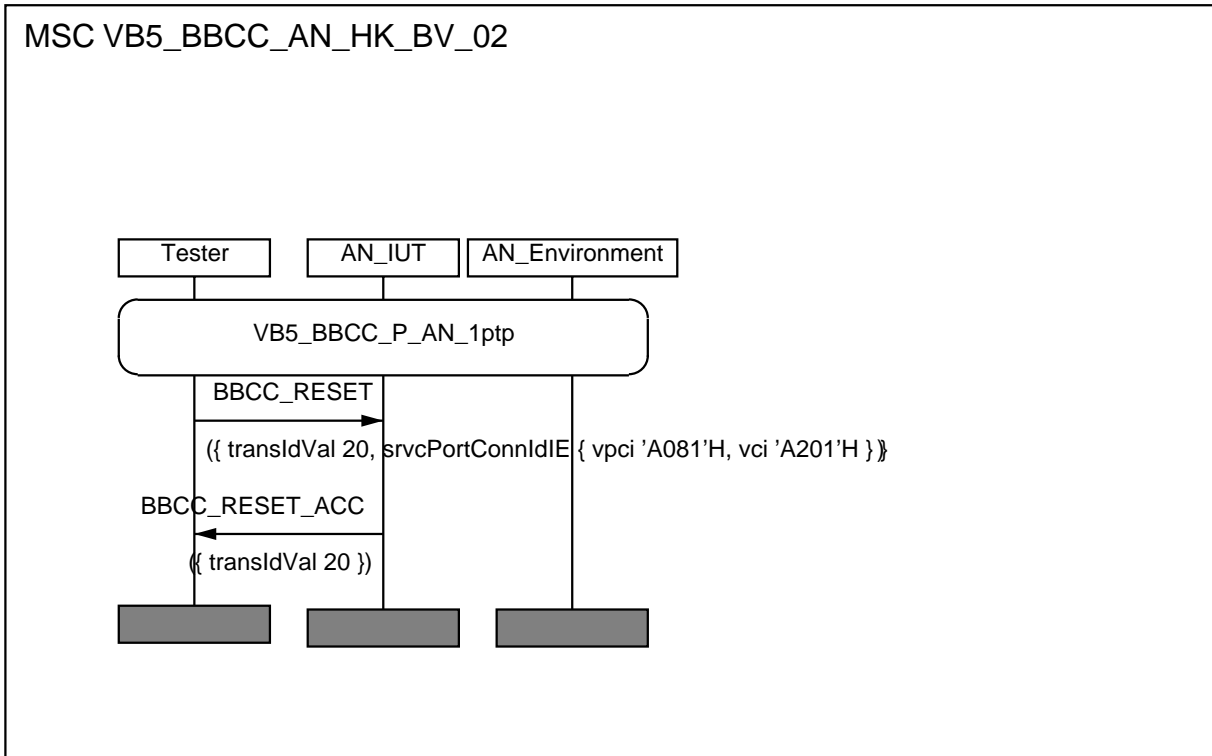 MSC VB5_BBCC_AN_HK_BV_02
Tester AN_IUT AN_Environment
VB5_BBCC_P_AN_1ptp
BBCC_RESET
({ transIdVal 20, srvcPortConnIdIE { vpci ’A081’H, vci ’A201’H } })
BBCC_RESET_ACC
({ transIdVal 20 })